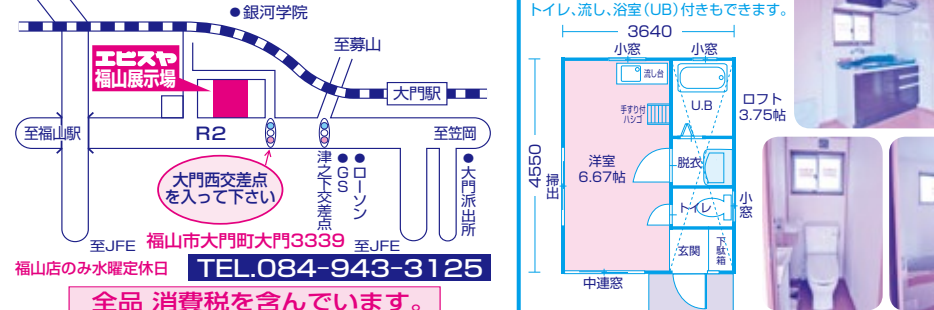 ●銀河学院
至幕山
エビスヤ
福山展示場
大門駅
至福山駅
R2
至笠岡
大門西交差点
を入って下さい
津之下交差点
●GS
●ローソン
●大門派出所
至JFE
福山市大門町大門3339
至JFE
福山店のみ水曜定休日
TEL.084-943-3125
全品 消費税を含んでいます。
トイレ、流し、浴室(UB)付きもできます。
3640
小窓
小窓
流し台
U.B
ロフト
3.75帖
手すり付
ハシゴ
4550
洋室
6.67帖
脱衣
掃出
トイレ
小窓
玄関
下駄箱
中連窓